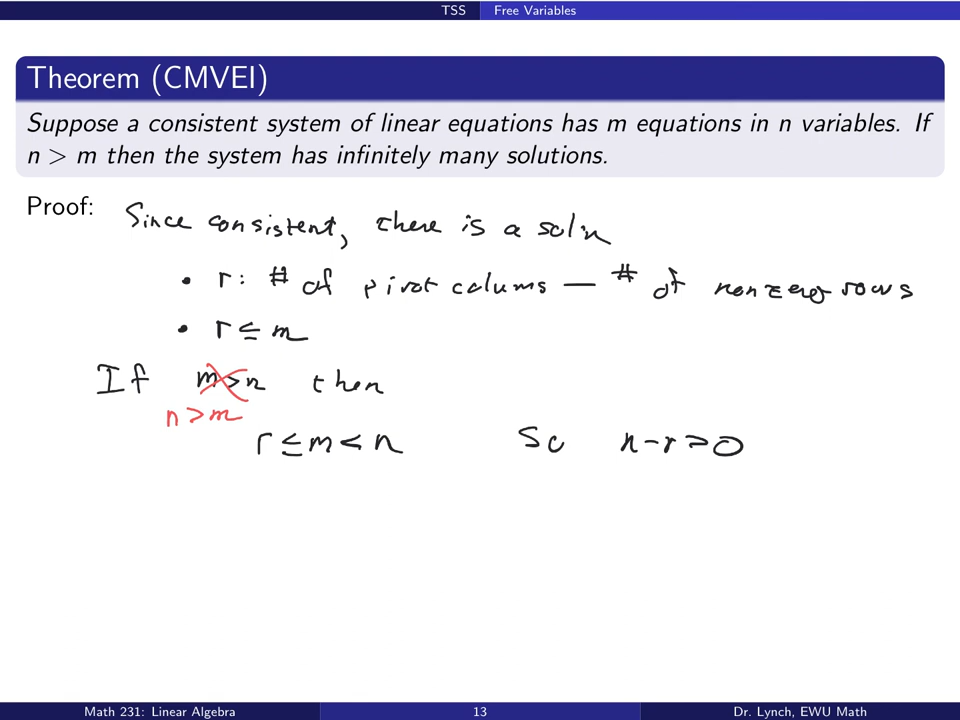 TSS Free Variables
Theorem (CMVEI)
Suppose a consistent system of linear equations has m equations in n variables. If
n > m then the system has infinitely many solutions.
Proof: Since consistent, there is a soln
• r: # of pivot colums — # of nonzero rows
• r ≤ m
If m > n then
n > m
r ≤ m < n So n - r > 0
Math 231: Linear Algebra 13 Dr. Lynch, EWU Math